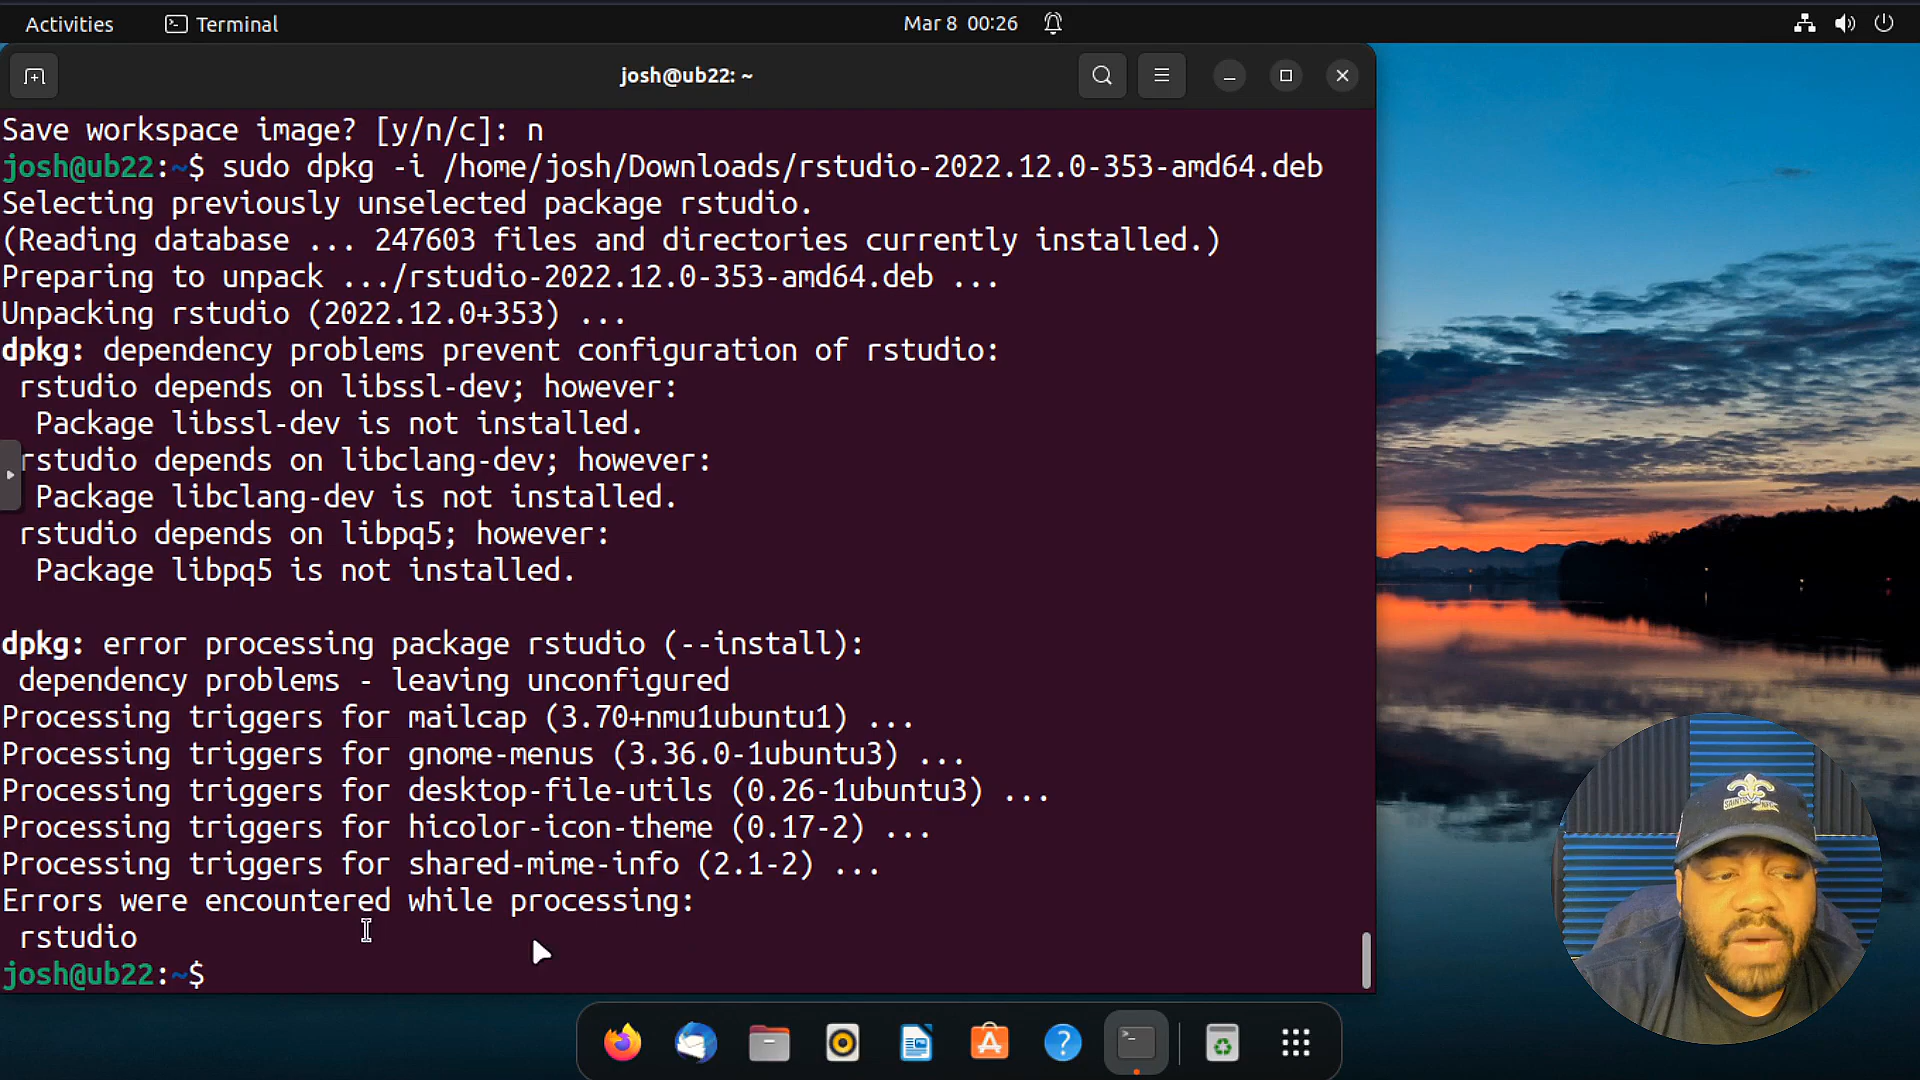 Activities
Terminal
Mar 8 00:26
josh@ub22: ~
Save workspace image? [y/n/c]: n
josh@ub22:~$ sudo dpkg -i /home/josh/Downloads/rstudio-2022.12.0-353-amd64.deb
Selecting previously unselected package rstudio.
(Reading database ... 247603 files and directories currently installed.)
Preparing to unpack .../rstudio-2022.12.0-353-amd64.deb ...
Unpacking rstudio (2022.12.0+353) ...
dpkg: dependency problems prevent configuration of rstudio:
 rstudio depends on libssl-dev; however:
  Package libssl-dev is not installed.
 rstudio depends on libclang-dev; however:
  Package libclang-dev is not installed.
 rstudio depends on libpq5; however:
  Package libpq5 is not installed.

dpkg: error processing package rstudio (--install):
 dependency problems - leaving unconfigured
Processing triggers for mailcap (3.70+nmu1ubuntu1) ...
Processing triggers for gnome-menus (3.36.0-1ubuntu3) ...
Processing triggers for desktop-file-utils (0.26-1ubuntu3) ...
Processing triggers for hicolor-icon-theme (0.17-2) ...
Processing triggers for shared-mime-info (2.1-2) ...
Errors were encountered while processing:
 rstudio
josh@ub22:~$
SAINTS